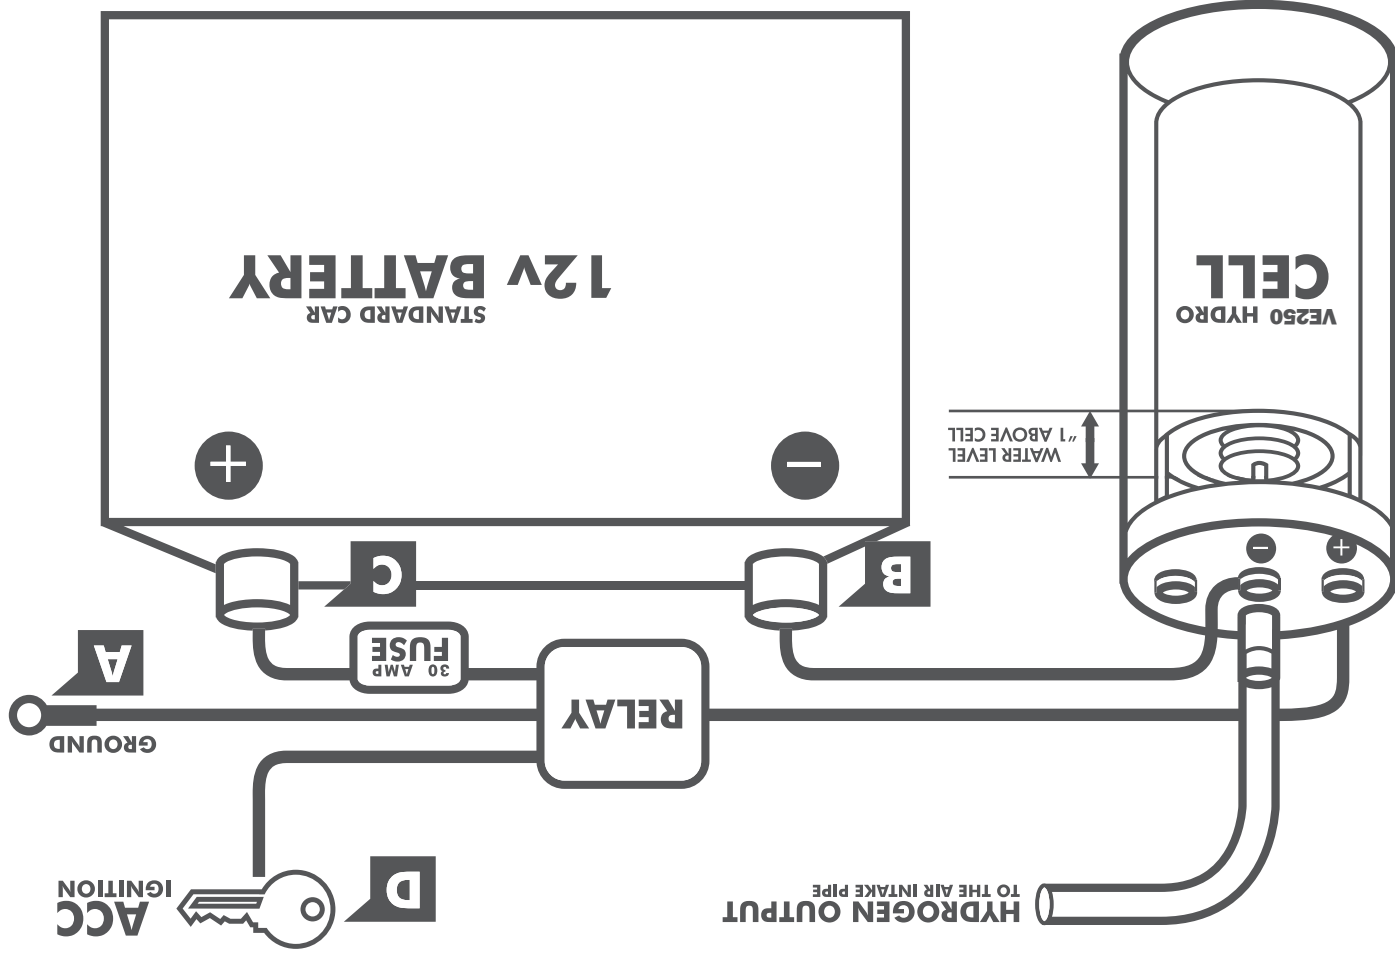 HYDROGEN OUTPUT
TO THE AIR INTAKE PIPE
D
ACC
IGNITION
GROUND
RELAY
A
30 AMP
FUSE
B
C
+
−
−
+
WATER LEVEL
"1 ABOVE CELL
VE250 HYDRO
CELL
STANDARD CAR
12v BATTERY